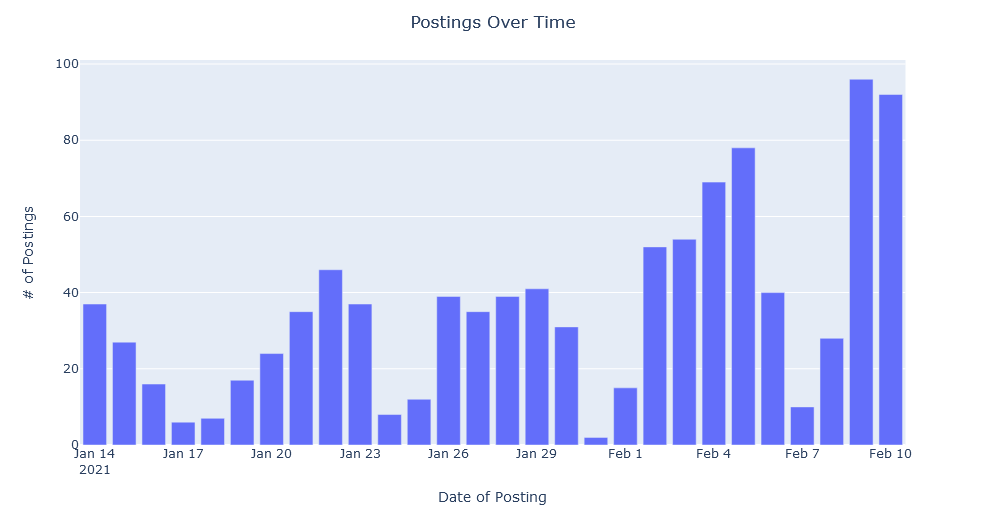 Postings Over Time
100
80
60
40
20
0
# of Postings
Jan 14 Jan 17 Jan 20 Jan 23 Jan 26 Jan 29 Feb 1 Feb 4 Feb 7 Feb 10
2021
Date of Posting